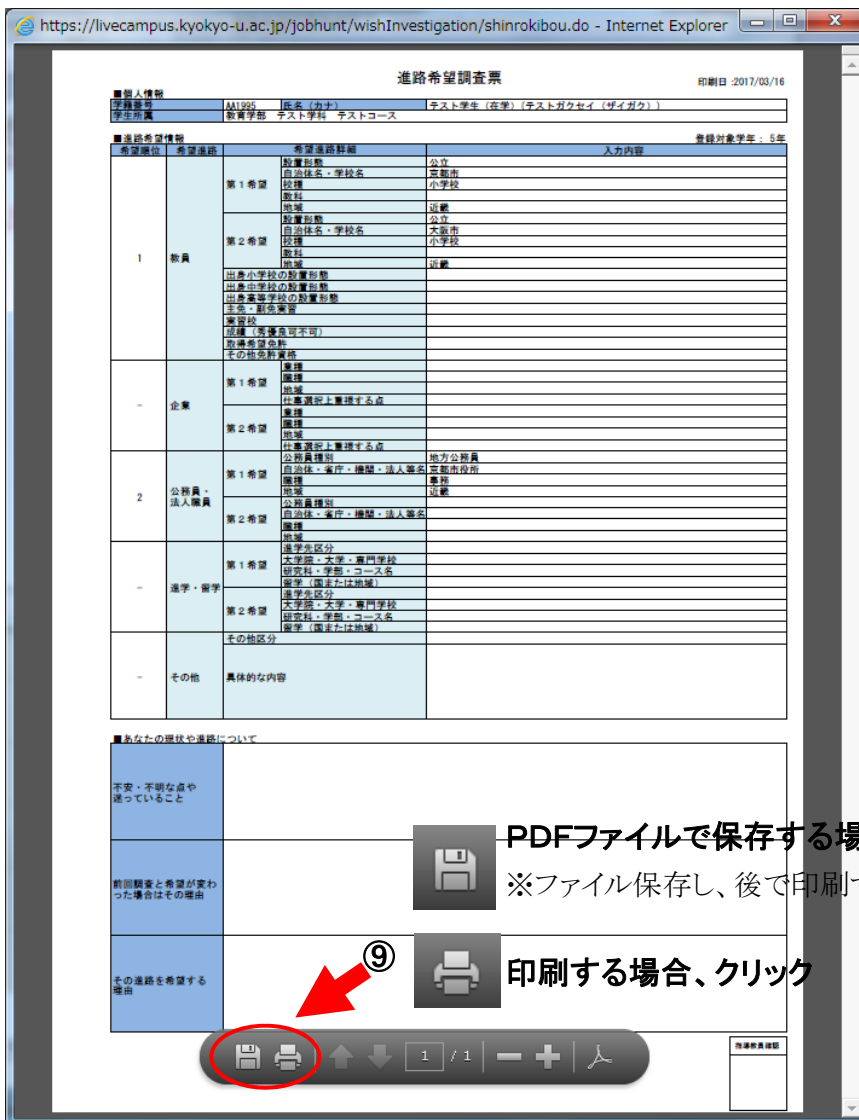 https://livecampus.kyokyo-u.ac.jp/jobhunt/wishInvestigation/shinrokibou.do - Internet Explorer
進路希望調査票
印刷日 :2017/03/16
■個人情報
学籍番号 AA1995 氏名（カナ） テスト学生（在学）（テストガクセイ（ザイガク））
学生所属 教育学部 テスト学科 テストコース
■進路希望情報 登録対象学年： 5年
希望順位 希望進路 希望進路詳細 入力内容
1 教員
第１希望
設置形態 公立
自治体名・学校名 京都市
校種 小学校
教科
地域 近畿
第２希望
設置形態 公立
自治体名・学校名 大阪市
校種 小学校
教科
地域 近畿
出身小学校の設置形態
出身中学校の設置形態
出身高等学校の設置形態
主免・副免実習
実習校
成績（秀優良可不可）
取得希望免許
その他免許資格
－ 企業
第１希望
業種
職種
地域
仕事選択上重視する点
第２希望
業種
職種
地域
仕事選択上重視する点
2 公務員・
法人職員
第１希望
公務員種別 地方公務員
自治体・省庁・機関・法人等名 京都市役所
職種 事務
地域 近畿
第２希望
公務員種別
自治体・省庁・機関・法人等名
職種
地域
－ 進学・留学
第１希望
進学先区分
大学院・大学・専門学校
研究科・学部・コース名
留学（国または地域）
第２希望
進学先区分
大学院・大学・専門学校
研究科・学部・コース名
留学（国または地域）
－ その他
その他区分
具体的な内容
■あなたの現状や進路について
不安・不明な点や
迷っていること
PDFファイルで保存する場
※ファイル保存し、後で印刷
前回調査と希望が変わ
った場合はその理由
⑨
印刷する場合、クリック
その進路を希望する
理由
1 / 1
指導教員確認